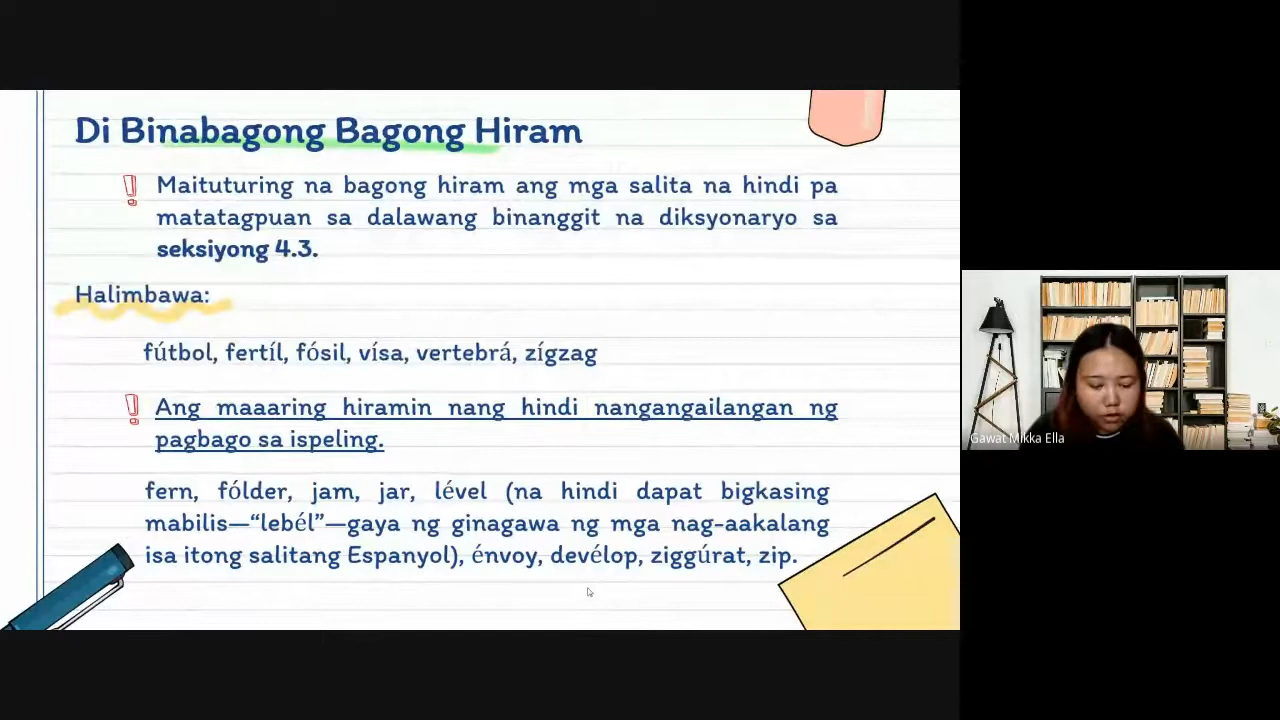 Di Binabagong Bagong Hiram
Maituturing na bagong hiram ang mga salita na hindi pa
matatagpuan sa dalawang binanggit na diksyonaryo sa
seksiyong 4.3.
Halimbawa:
fútbol, fertíl, fósil, vísa, vertebrá, zígzag
Ang maaaring hiramin nang hindi nangangailangan ng
pagbago sa ispeling.
fern, fólder, jam, jar, lével (na hindi dapat bigkasing
mabilis—“lebél”—gaya ng ginagawa ng mga nag-aakalang
isa itong salitang Espanyol), énvoy, devélop, ziggúrat, zip.
Gawat Mikka Ella